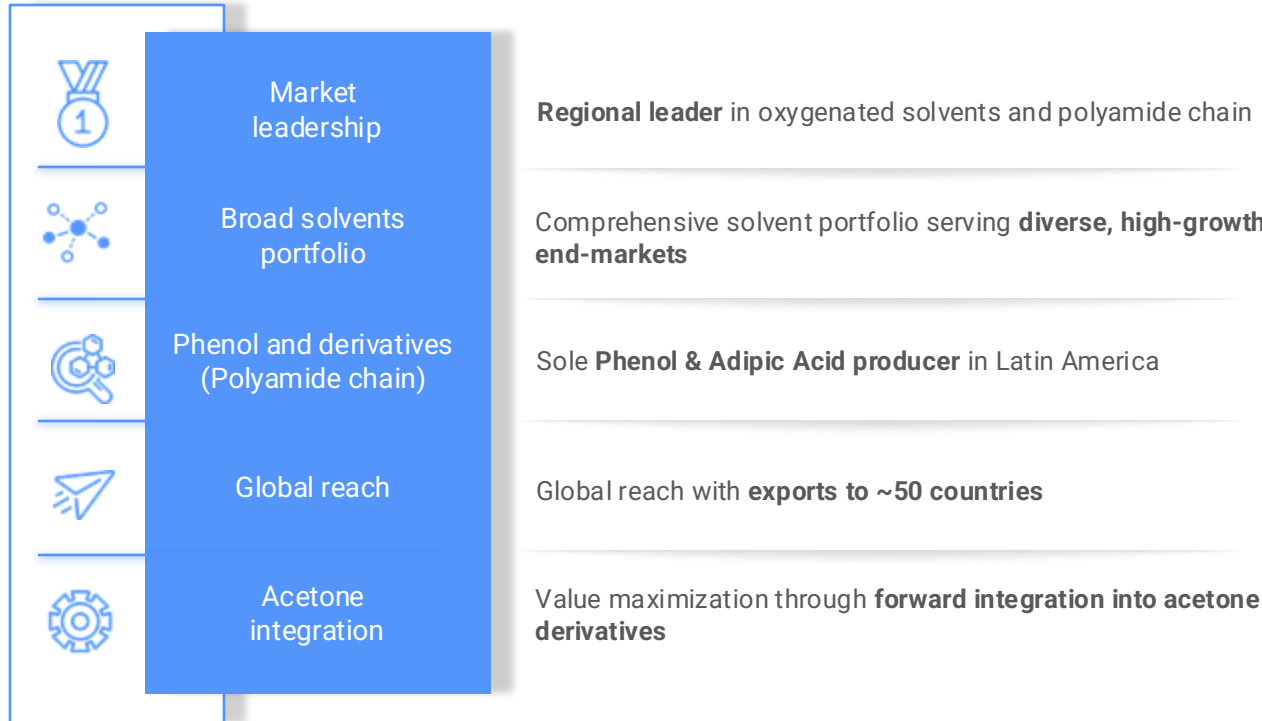 1
Market
leadership
Regional leader in oxygenated solvents and polyamide chain
Broad solvents
portfolio
Comprehensive solvent portfolio serving diverse, high-growth
end-markets
Phenol and derivatives
(Polyamide chain)
Sole Phenol & Adipic Acid producer in Latin America
Global reach
Global reach with exports to ~50 countries
Acetone
integration
Value maximization through forward integration into acetone
derivatives